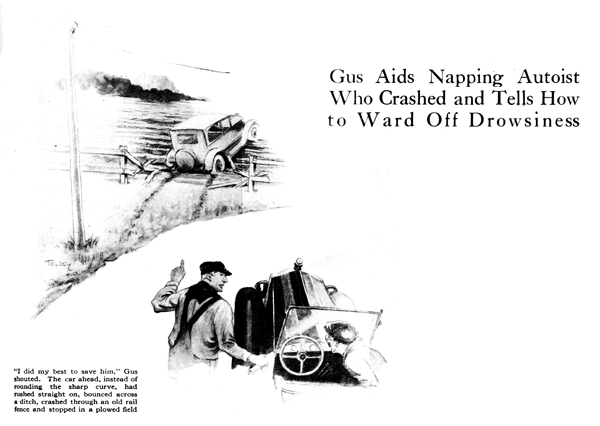 Gus Aids Napping Autoist
Who Crashed and Tells How
to Ward Off Drowsiness
"I did my best to save him," Gus
shouted. The car ahead, instead of
rounding the sharp curve, had
rushed straight on, bounced across
a ditch, crashed through an old rail
fence and stopped in a plowed field